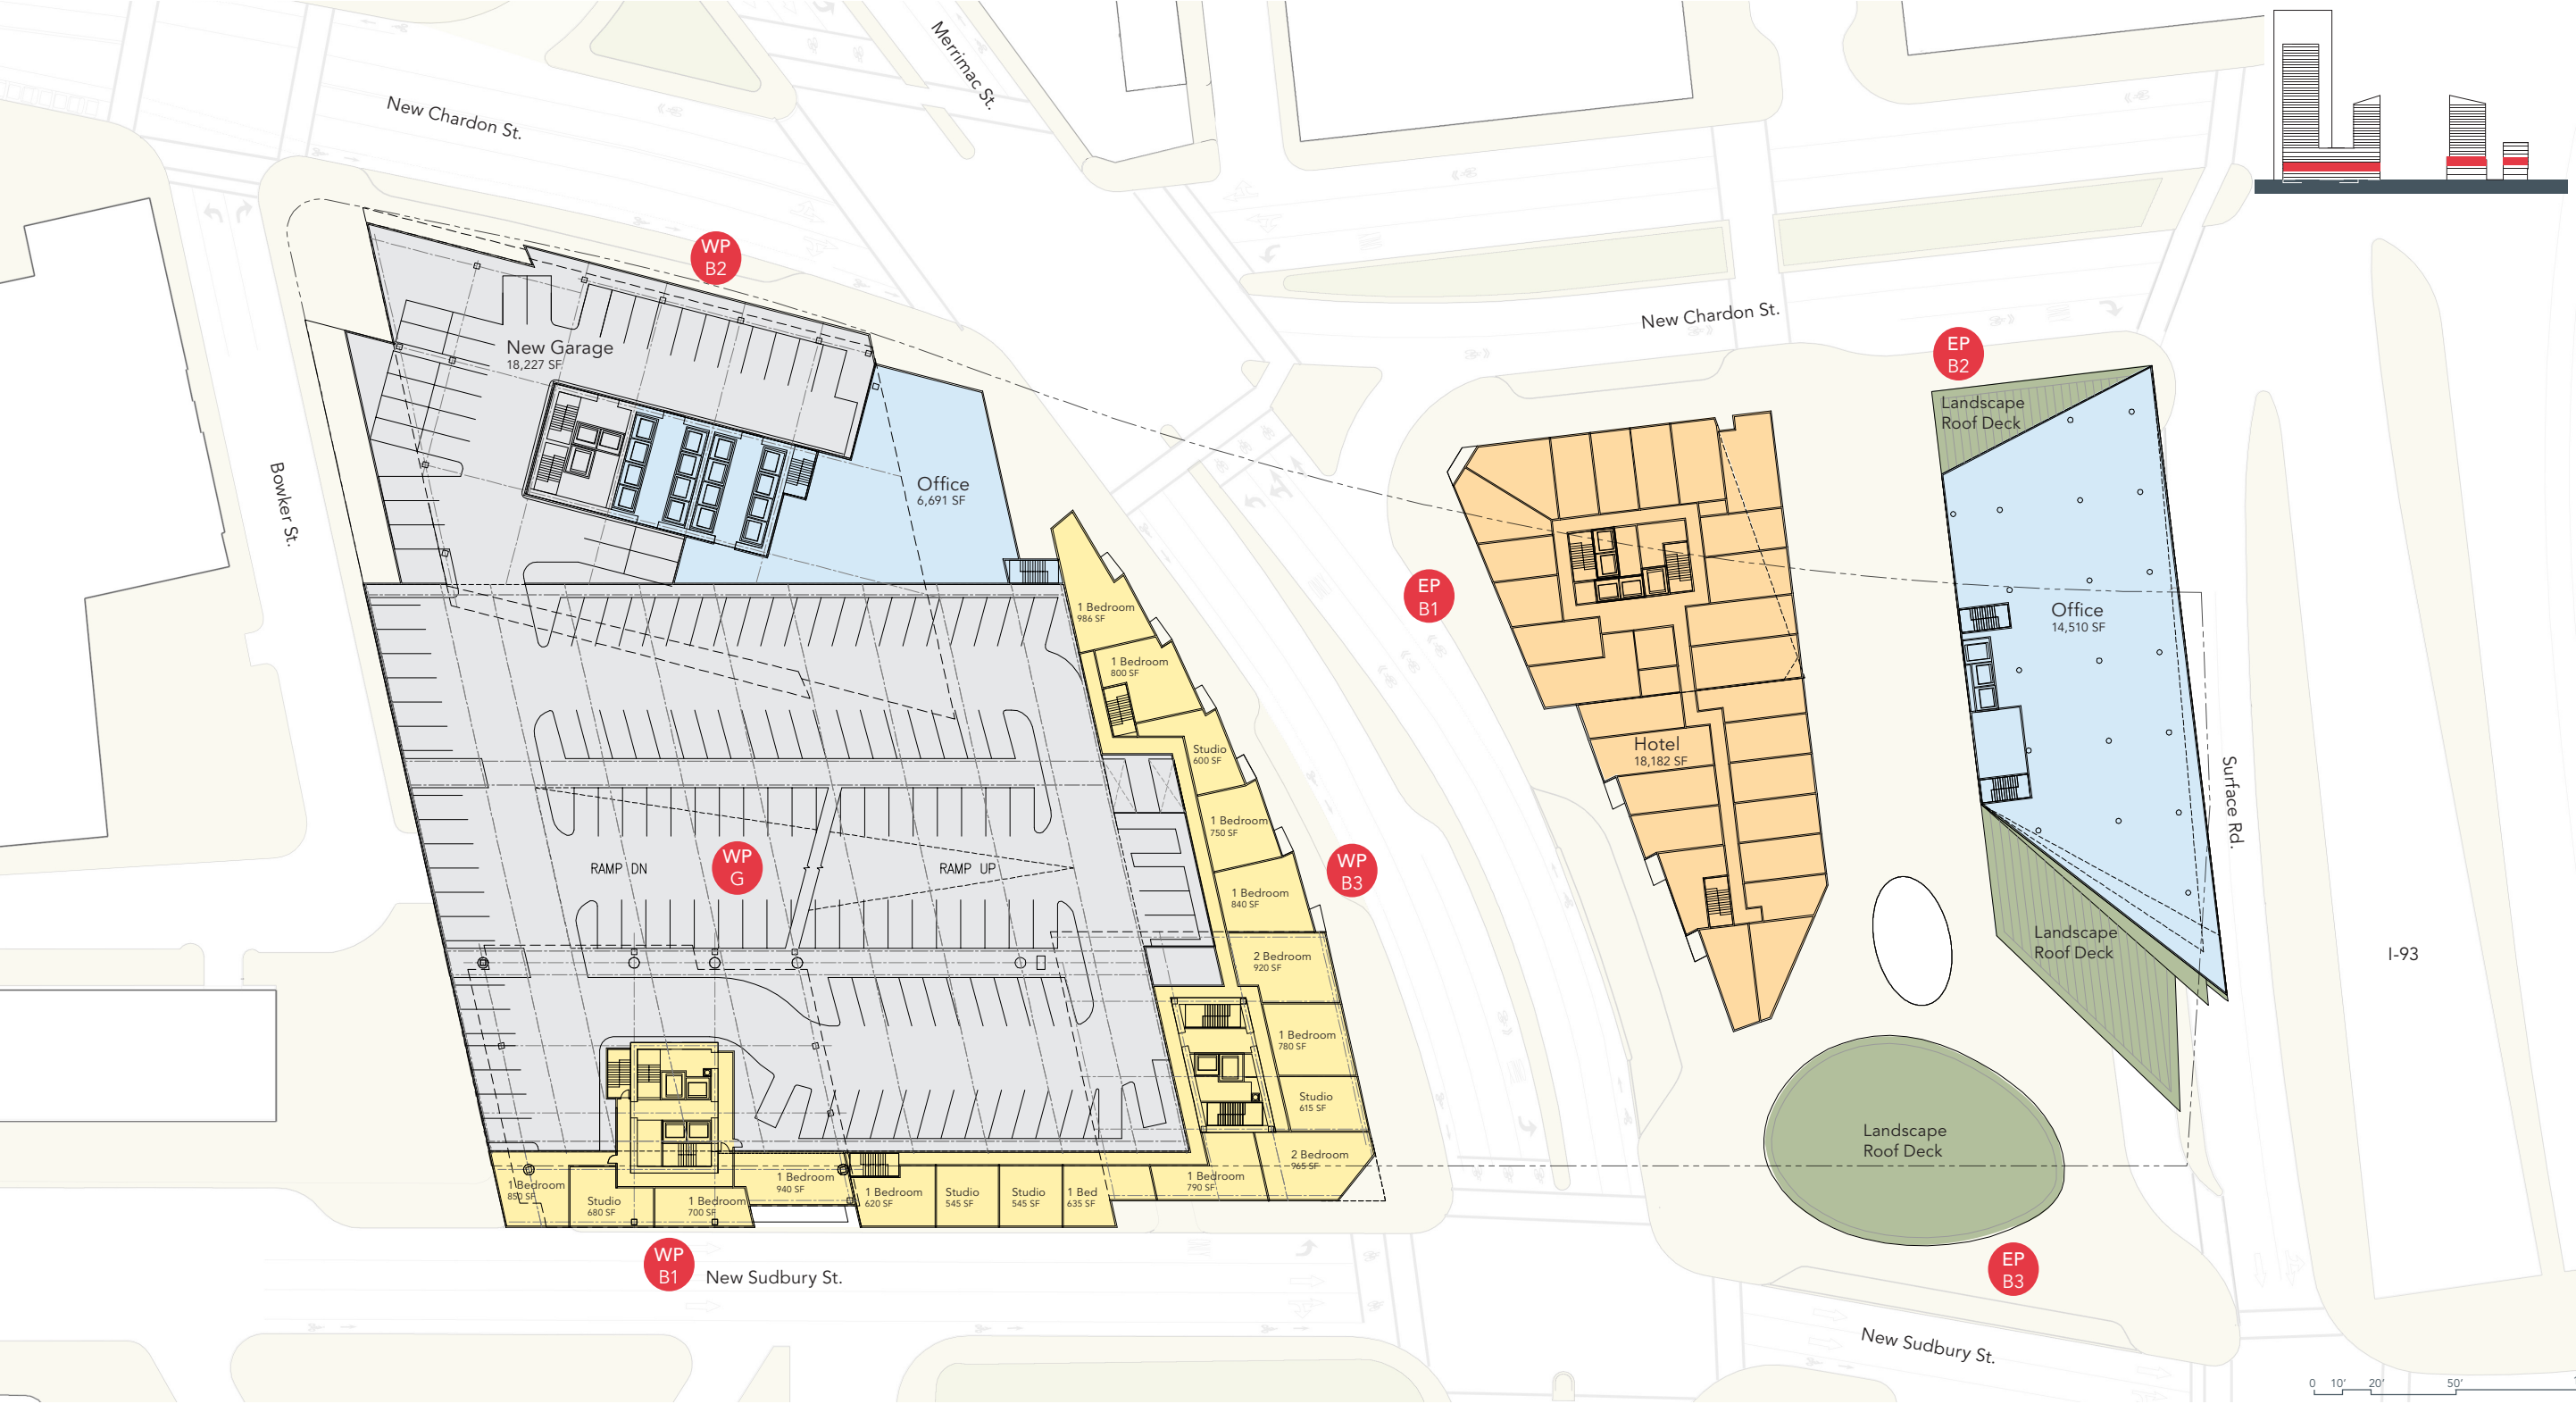 Merrimac St.
New Chardon St.
WP
B2
New Chardon St.
New Garage
18,227 SF
EP
B2
Landscape
Roof Deck
Bowker St.
Office
6,691 SF
EP
B1
1 Bedroom
986 SF
Office
14,510 SF
1 Bedroom
800 SF
Studio
600 SF
Hotel
18,182 SF
Surface Rd.
1 Bedroom
750 SF
RAMP DN
WP
G
RAMP UP
WP
B3
1 Bedroom
840 SF
Landscape
Roof Deck
I-93
2 Bedroom
920 SF
1 Bedroom
780 SF
Studio
615 SF
Landscape
Roof Deck
2 Bedroom
965 SF
1 Bedroom
790 SF
1 Bedroom
850 SF
Studio
680 SF
1 Bedroom
700 SF
1 Bedroom
940 SF
1 Bedroom
620 SF
Studio
545 SF
Studio
545 SF
1 Bed
635 SF
WP
B1
New Sudbury St.
EP
B3
New Sudbury St.
0 10' 20' 50'